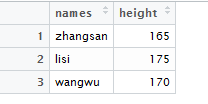 names height
1 zhangsan 165
2 lisi 175
3 wangwu 170